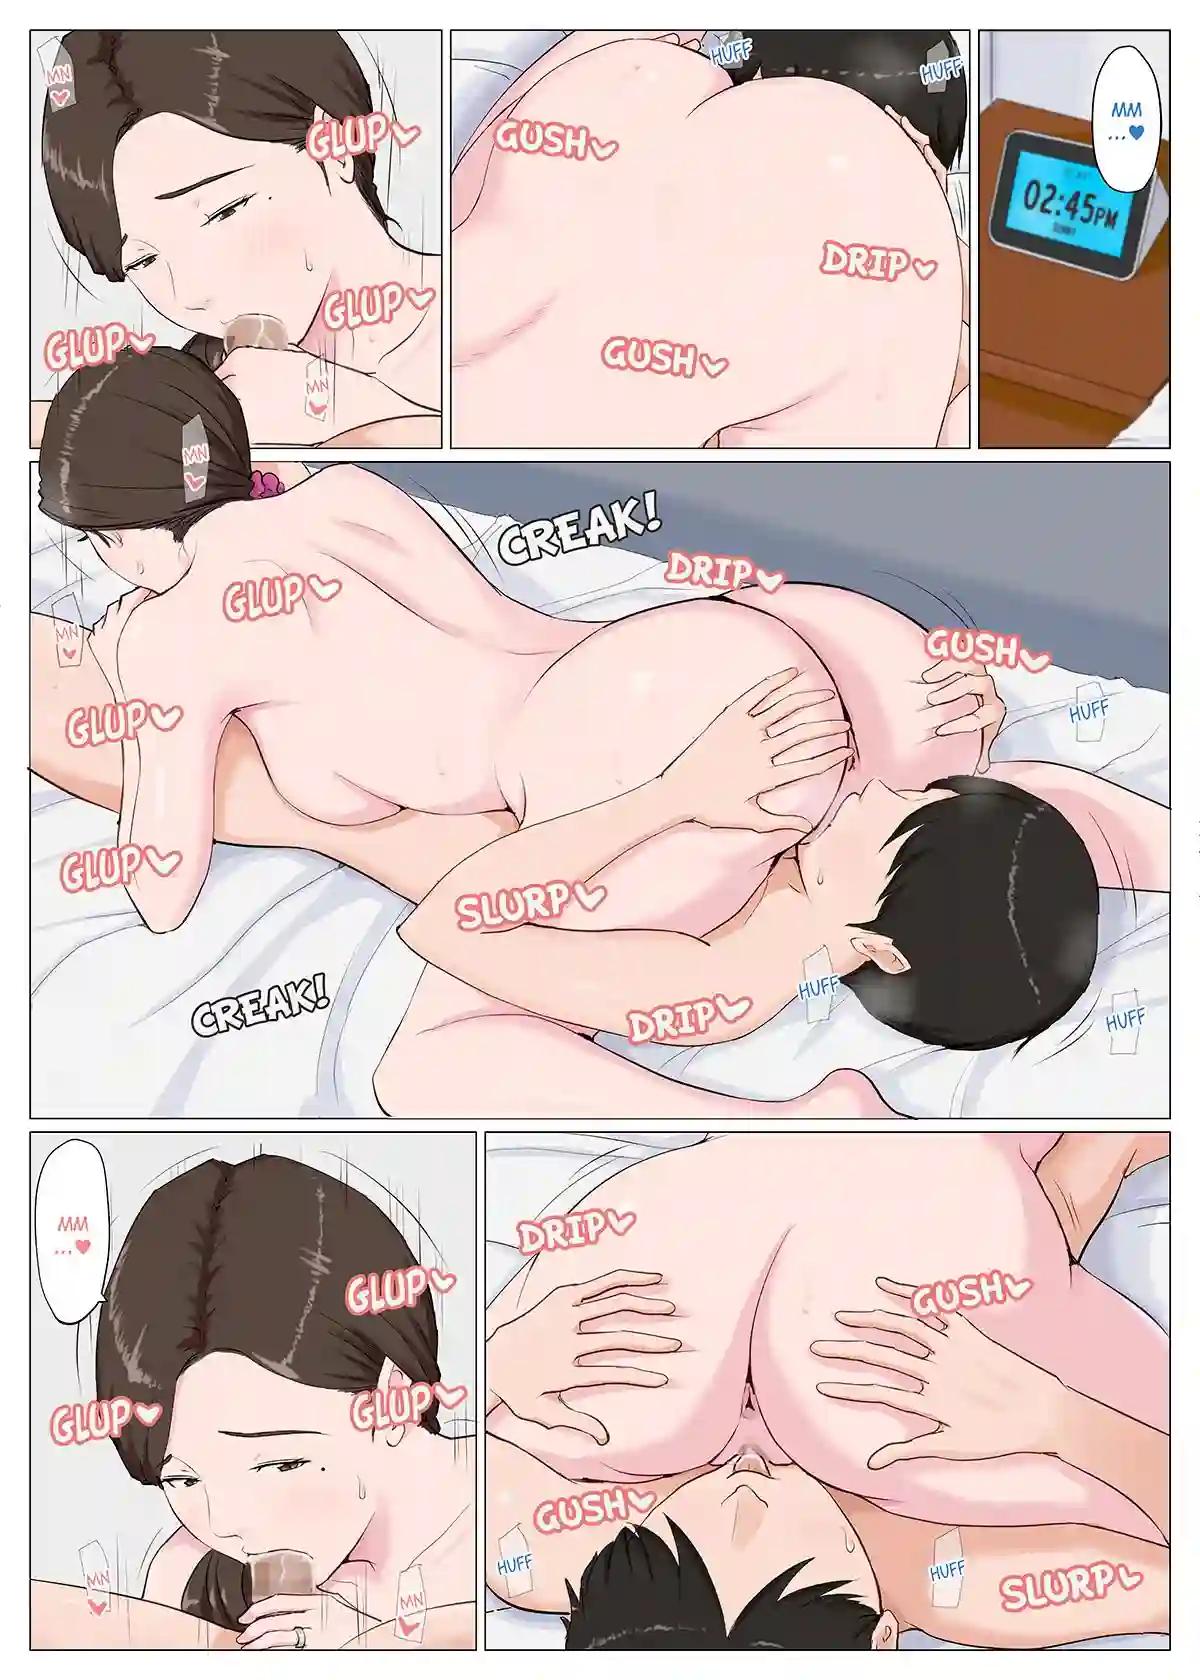 MN♥
GLUP♥
GLUP♥
GLUP♥
MN♥
HUFF
HUFF
GUSH♥
DRIP♥
GUSH♥
MM
...♥
02:45PM
SUNNY
MN♥
CREAK!
DRIP♥
GLUP♥
GUSH♥
MN♥
GLUP♥
HUFF
GLUP♥
SLURP♥
HUFF
CREAK!
DRIP♥
HUFF
MM
...♥
GLUP♥
GLUP♥
GLUP♥
MN♥
MN♥
DRIP♥
GUSH♥
GUSH♥
HUFF
HUFF
SLURP♥